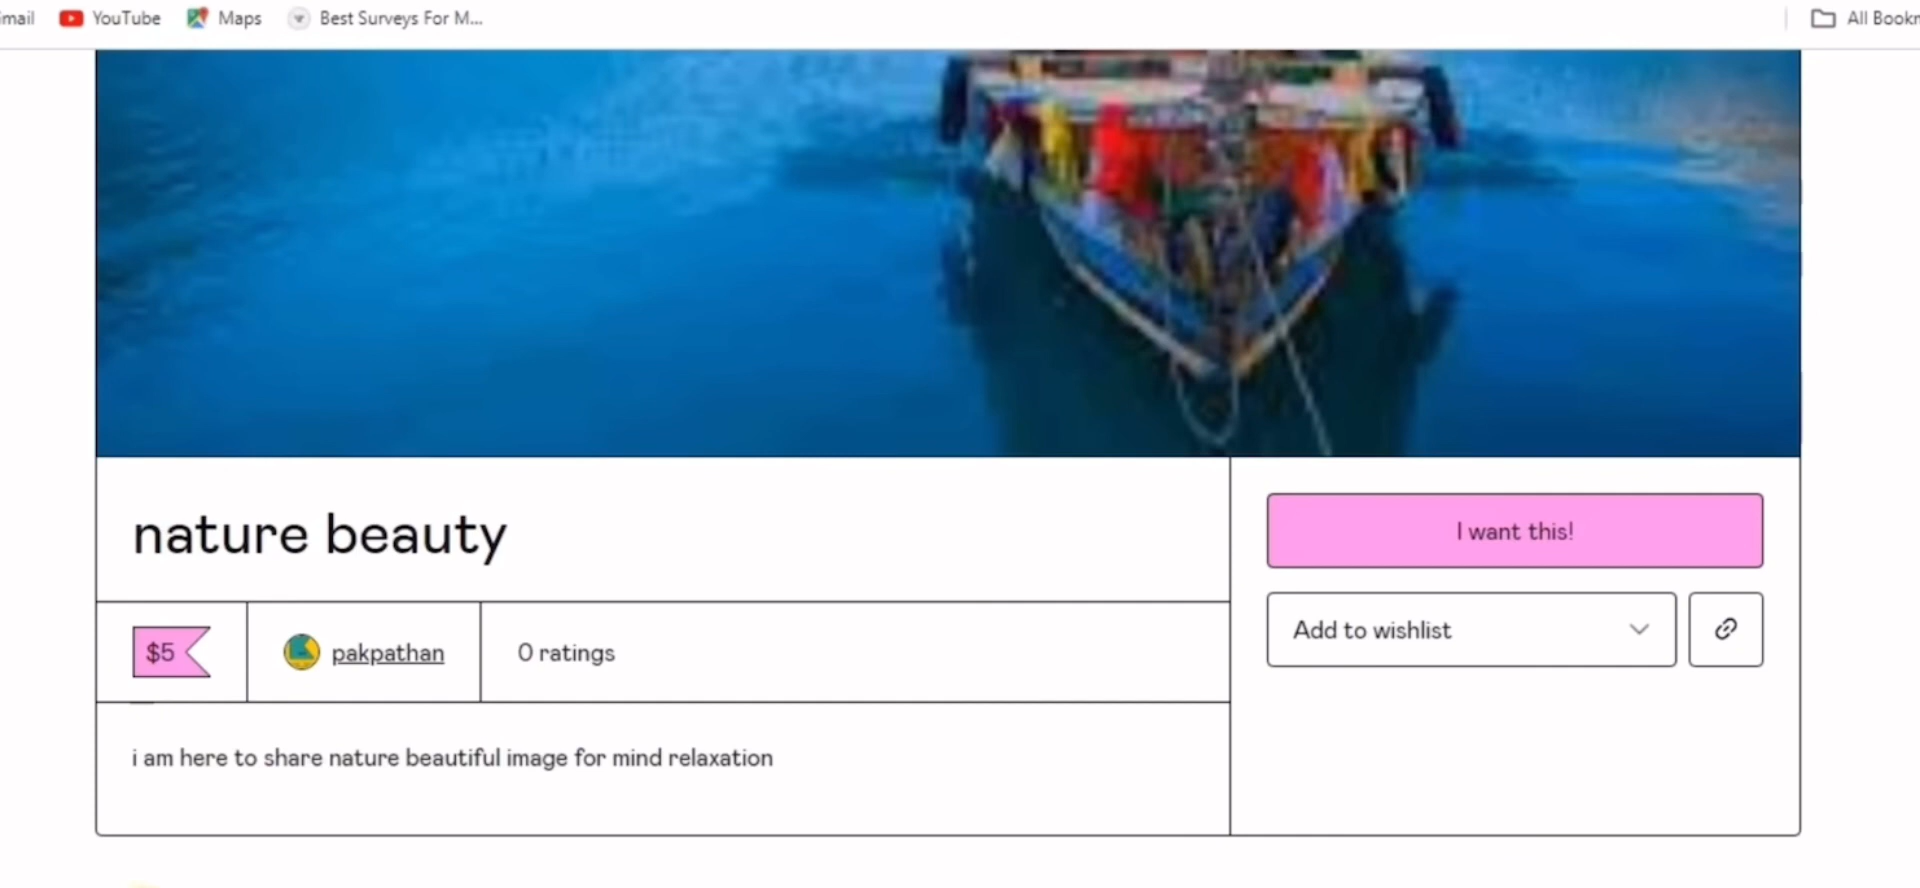 mail YouTube Maps Best Surveys For M... All Bookr
nature beauty
I want this!
Add to wishlist
$5 pakpathan 0 ratings
i am here to share nature beautiful image for mind relaxation